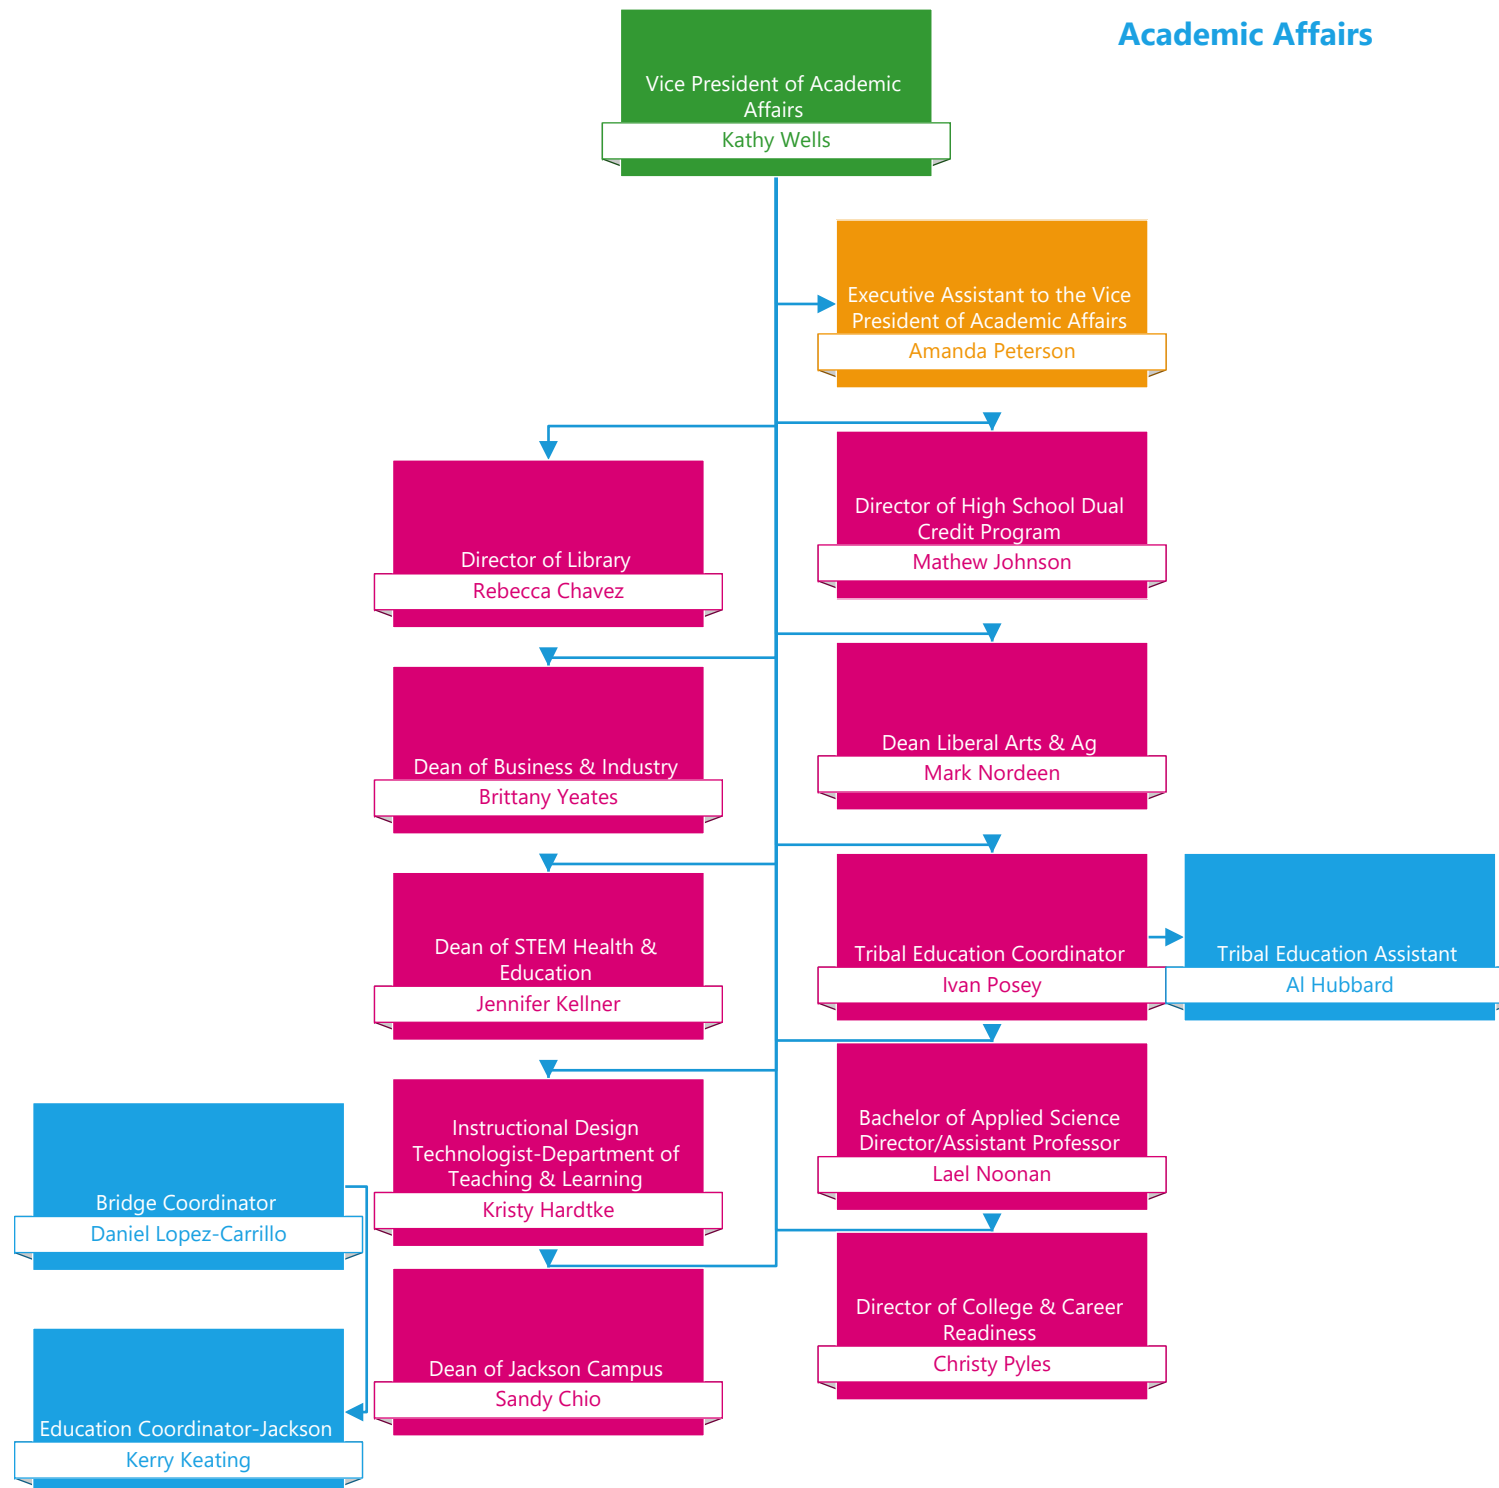 Academic Affairs
Vice President of Academic
Affairs
Kathy Wells
Executive Assistant to the Vice
President of Academic Affairs
Amanda Peterson
Director of Library
Rebecca Chavez
Director of High School Dual
Credit Program
Mathew Johnson
Dean of Business & Industry
Brittany Yeates
Dean Liberal Arts & Ag
Mark Nordeen
Dean of STEM Health &
Education
Jennifer Kellner
Tribal Education Coordinator
Ivan Posey
Tribal Education Assistant
Al Hubbard
Instructional Design
Technologist-Department of
Teaching & Learning
Kristy Hardtke
Bachelor of Applied Science
Director/Assistant Professor
Lael Noonan
Bridge Coordinator
Daniel Lopez-Carrillo
Dean of Jackson Campus
Sandy Chio
Director of College & Career
Readiness
Christy Pyles
Education Coordinator-Jackson
Kerry Keating